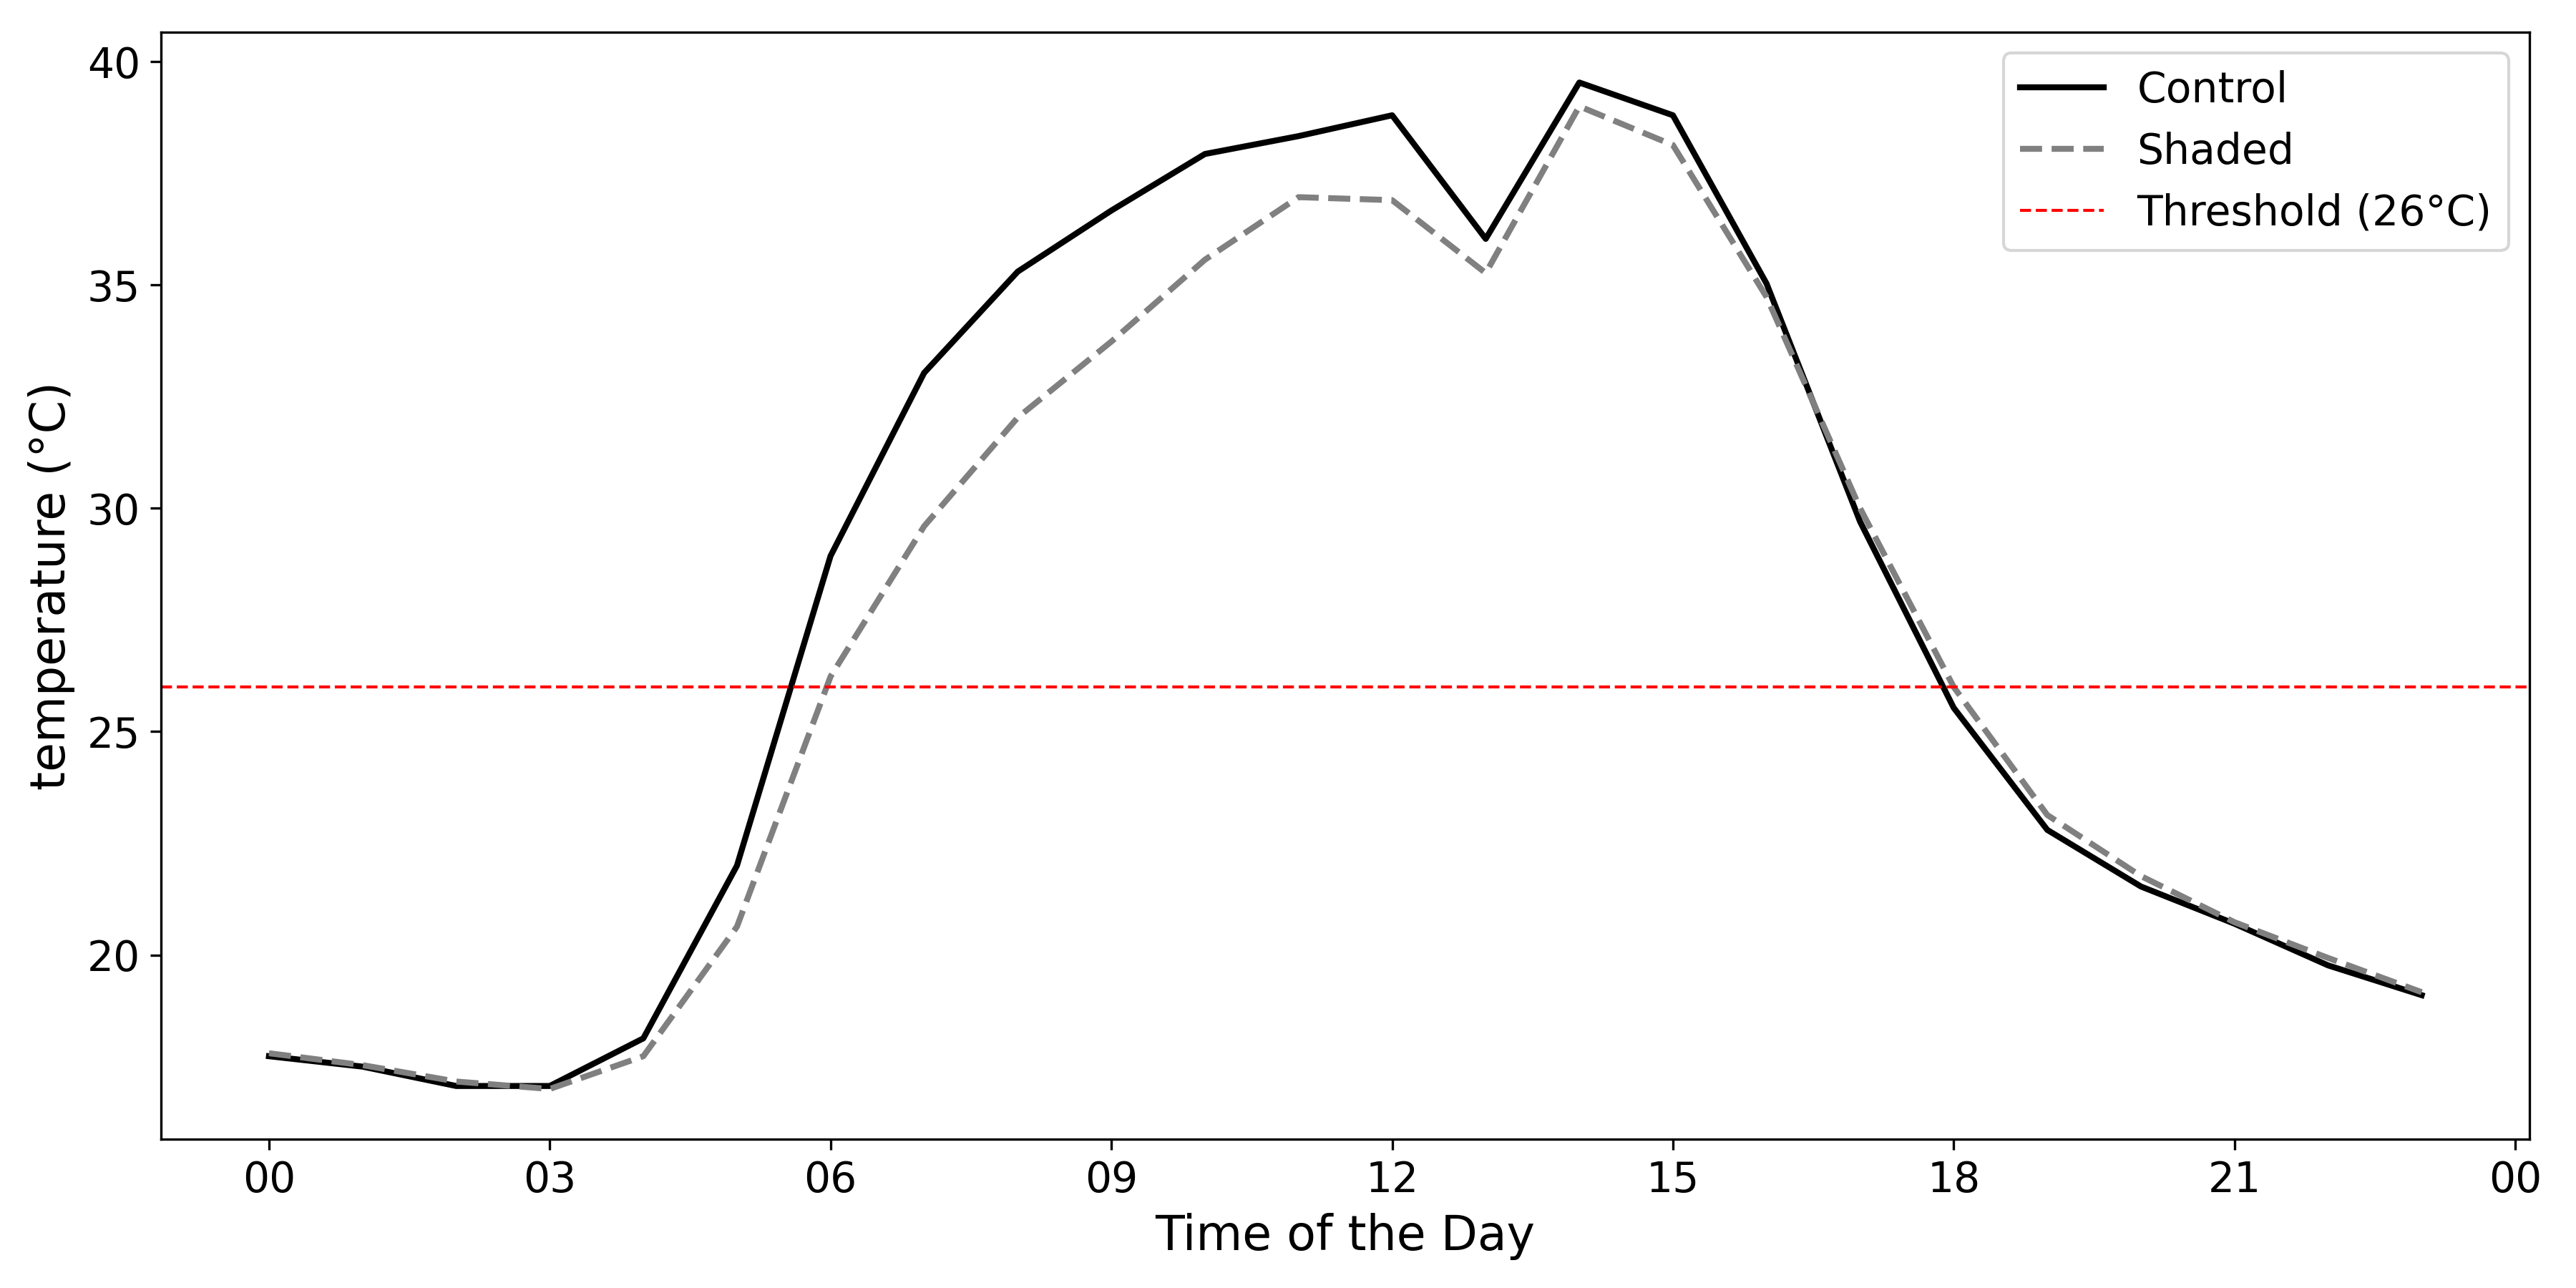 40
35
30
25
20
temperature (°C)
Control
Shaded
Threshold (26°C)
00 03 06 09 12 15 18 21 00
Time of the Day